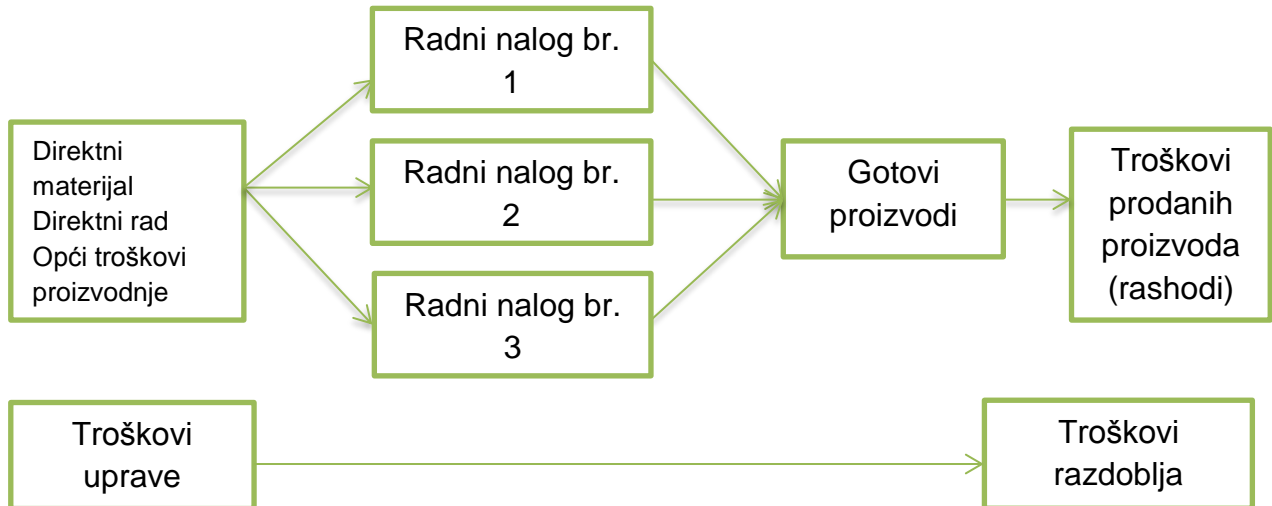 Direktni
materijal
Direktni rad
Opći troškovi
proizvodnje
Radni nalog br.
1
Radni nalog br.
2
Radni nalog br.
3
Gotovi
proizvodi
Troškovi
prodanih
proizvoda
(rashodi)
Troškovi
uprave
Troškovi
razdoblja